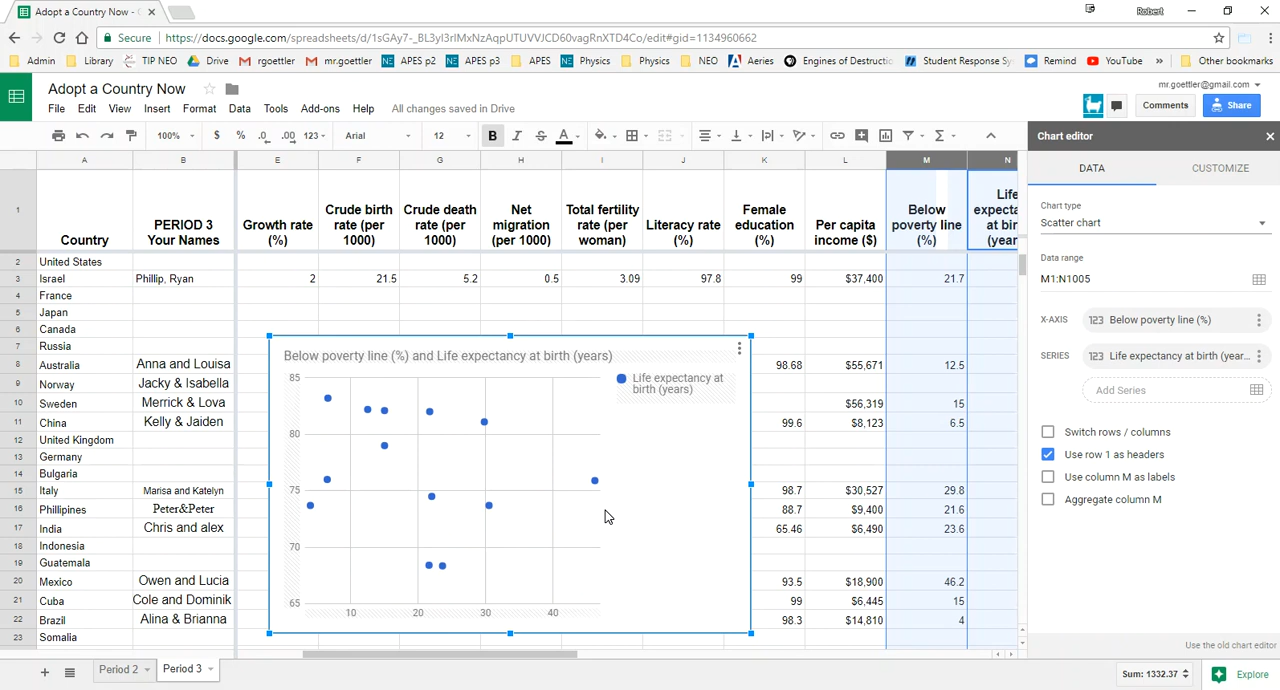 Adopt a Country Now -
Robert
Secure https://docs.google.com/spreadsheets/d/1sGAy7-_BL3yI3rIMxNzAqpUTUVVJCD60vagRnXTD4Co/edit#gid=1134960662
Admin Library TIP NEO Drive rgoettler mr.goettler APES p2 APES p3 APES Physics Physics NEO Aeries Engines of Destructio Student Response Sy Remind YouTube » Other bookmarks
Adopt a Country Now
mr.goettler@gmail.com
File Edit View Insert Format Data Tools Add-ons Help All changes saved in Drive
Comments Share
100% $ % .0 .00 123 Arial 12 B I S A
Chart editor
A B E F G H I J K L M N
DATA CUSTOMIZE
1 Country PERIOD 3 Your Names Growth rate (%) Crude birth rate (per 1000) Crude death rate (per 1000) Net migration (per 1000) Total fertility rate (per woman) Literacy rate (%) Female education (%) Per capita income ($) Below poverty line (%) Life expecta at bir (year
Chart type
Scatter chart
Data range
M1:N1005
X-AXIS 123 Below poverty line (%)
SERIES 123 Life expectancy at birth (year...
Add Series
Switch rows / columns
Use row 1 as headers
Use column M as labels
Aggregate column M
2 United States
3 Israel Phillip, Ryan 2 21.5 5.2 0.5 3.09 97.8 99 $37,400 21.7
4 France
5 Japan
6 Canada
7 Russia
8 Australia Anna and Louisa 98.68 $55,671 12.5
9 Norway Jacky & Isabella
10 Sweden Merrick & Lova $56,319 15
11 China Kelly & Jaiden 99.6 $8,123 6.5
12 United Kingdom
13 Germany
14 Bulgaria
15 Italy Marisa and Katelyn 98.7 $30,527 29.8
16 Phillipines Peter&Peter 88.7 $9,400 21.6
17 India Chris and alex 65.46 $6,490 23.6
18 Indonesia
19 Guatemala
20 Mexico Owen and Lucia 93.5 $18,900 46.2
21 Cuba Cole and Dominik 99 $6,445 15
22 Brazil Alina & Brianna 98.3 $14,810 4
23 Somalia
Below poverty line (%) and Life expectancy at birth (years)
Life expectancy at
birth (years)
85
80
75
70
65
10 20 30 40
Use the old chart editor
Period 2 Period 3
Sum: 1332.37
Explore